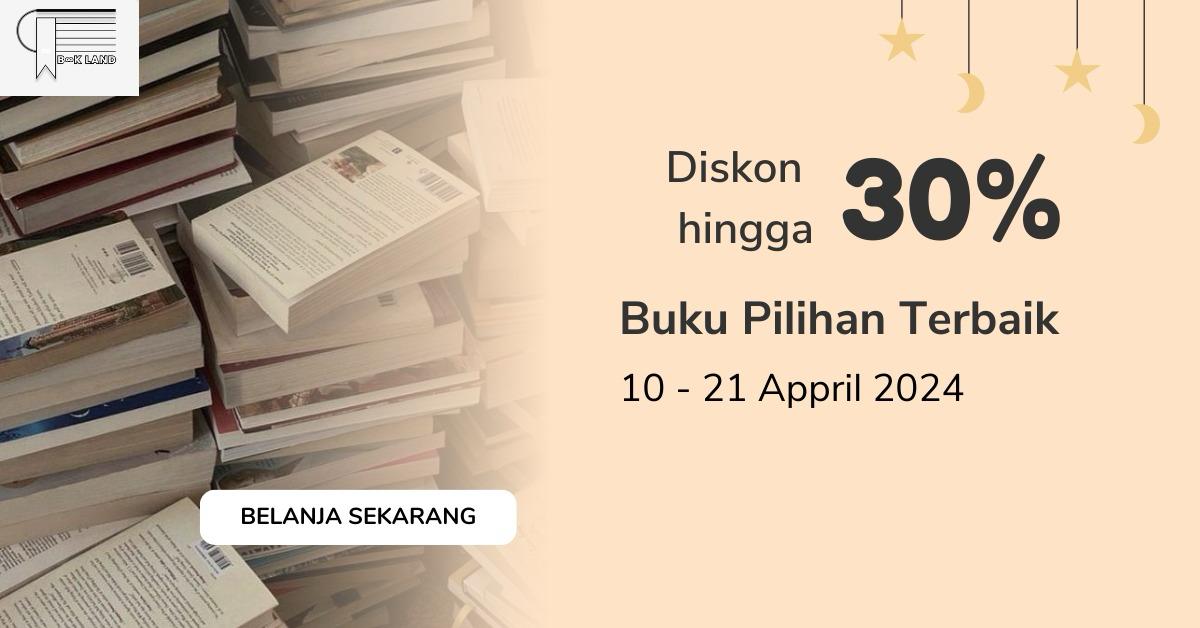 B∞K LAND
Diskon
hingga
30%
Buku Pilihan Terbaik
10 - 21 Appril 2024
BELANJA SEKARANG